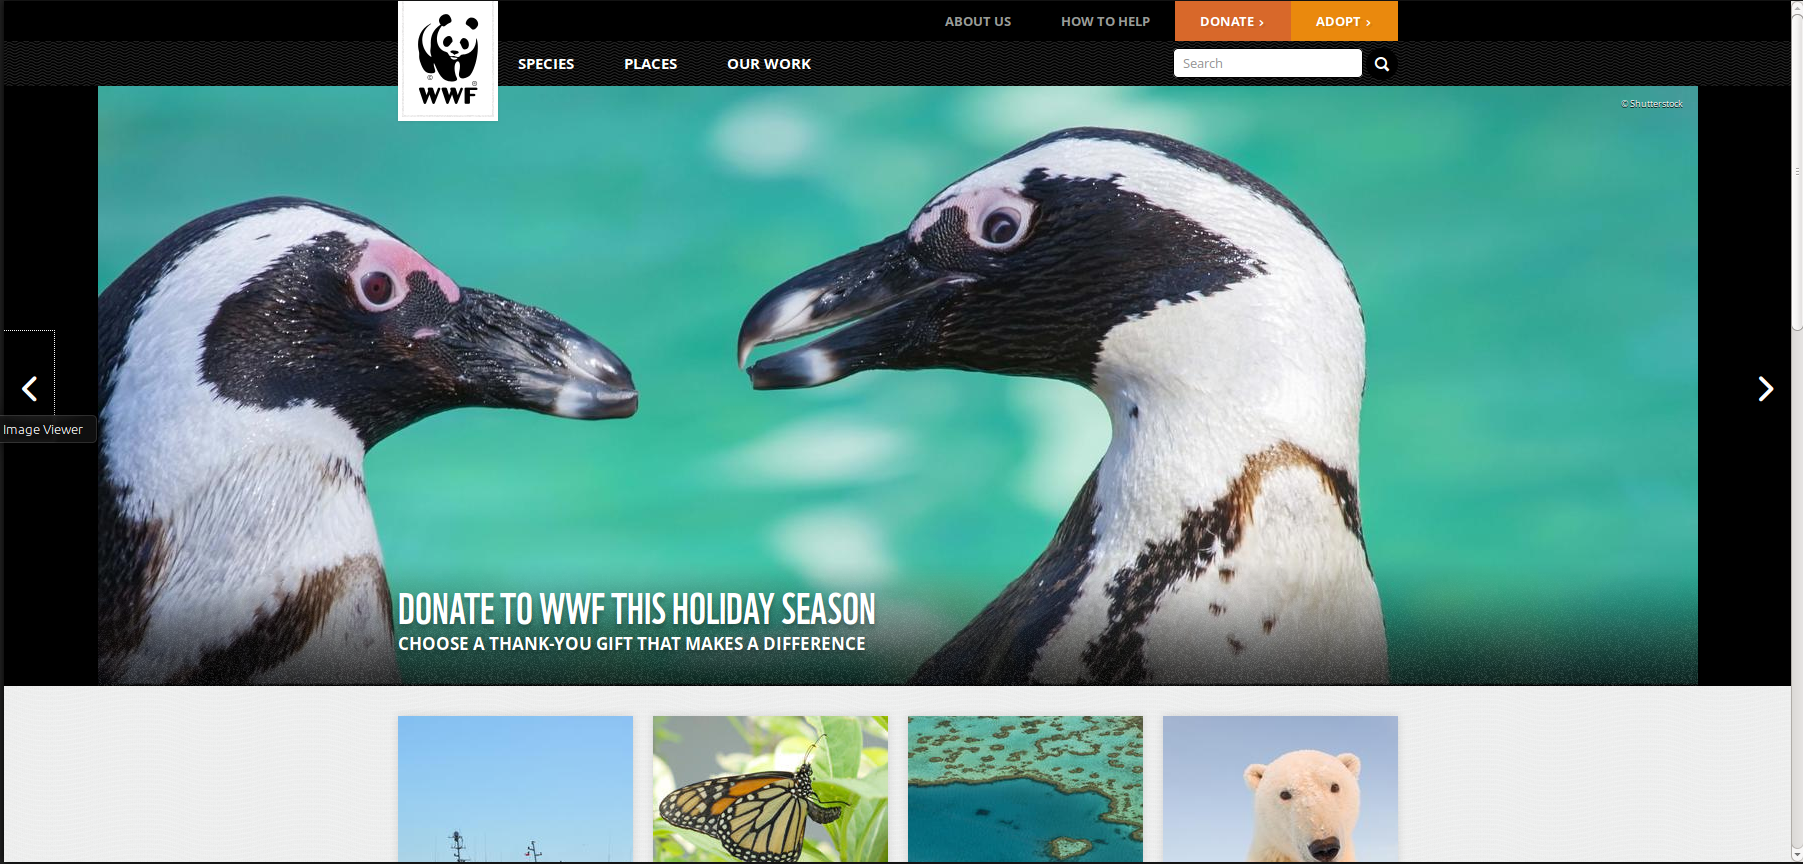 ABOUT US
HOW TO HELP
DONATE ›
ADOPT ›
© ®
WWF
SPECIES
PLACES
OUR WORK
Search
© Shutterstock
Image Viewer
DONATE TO WWF THIS HOLIDAY SEASON
CHOOSE A THANK-YOU GIFT THAT MAKES A DIFFERENCE